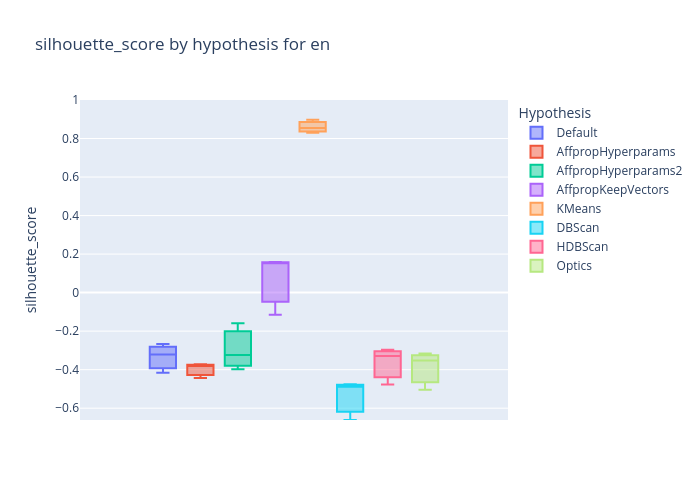 silhouette_score by hypothesis for en
1
0.8
0.6
0.4
0.2
0
−0.2
−0.4
−0.6
silhouette_score
Hypothesis
Default
AffpropHyperparams
AffpropHyperparams2
AffpropKeepVectors
KMeans
DBScan
HDBScan
Optics